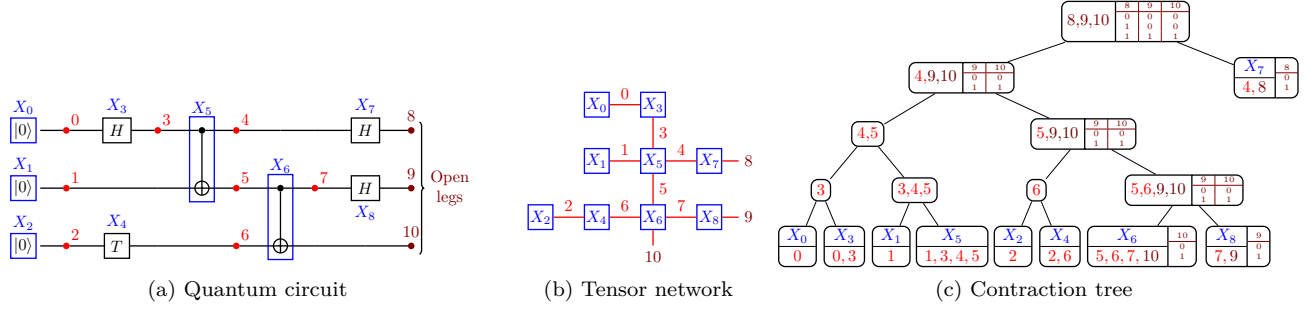 X0 X3 X5 X7
|0⟩ 0 H 3 4 H 8
X1 X6
|0⟩ 1 5 7 H 9
X2 X4 X8
|0⟩ 2 T 6 10
Open
legs
(a) Quantum circuit
X0 0 X3
3
X1 1 X5 4 X7 8
5
X2 2 X4 6 X6 7 X8 9
10
(b) Tensor network
8,9,10 8 9 10
0 0 0
0 0 1
1 1 1
4,9,10 9 10
0 0
1 1
X7 8
4, 8 0
1
4,5
5,9,10 9 10
0 0
1 1
3
3,4,5
6
5,6,9,10 9 10
0 0
1 1
X0
0
X3
0, 3
X1
1
X5
1, 3, 4, 5
X2
2
X4
2, 6
X6 10
5, 6, 7, 10 0
1
X8 9
7, 9 0
1
(c) Contraction tree